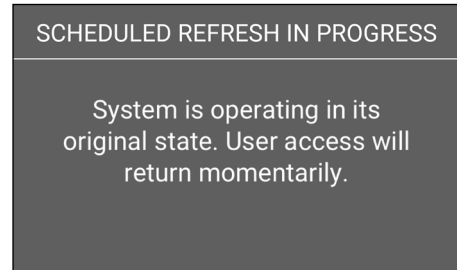 SCHEDULED REFRESH IN PROGRESS
System is operating in its
original state. User access will
return momentarily.